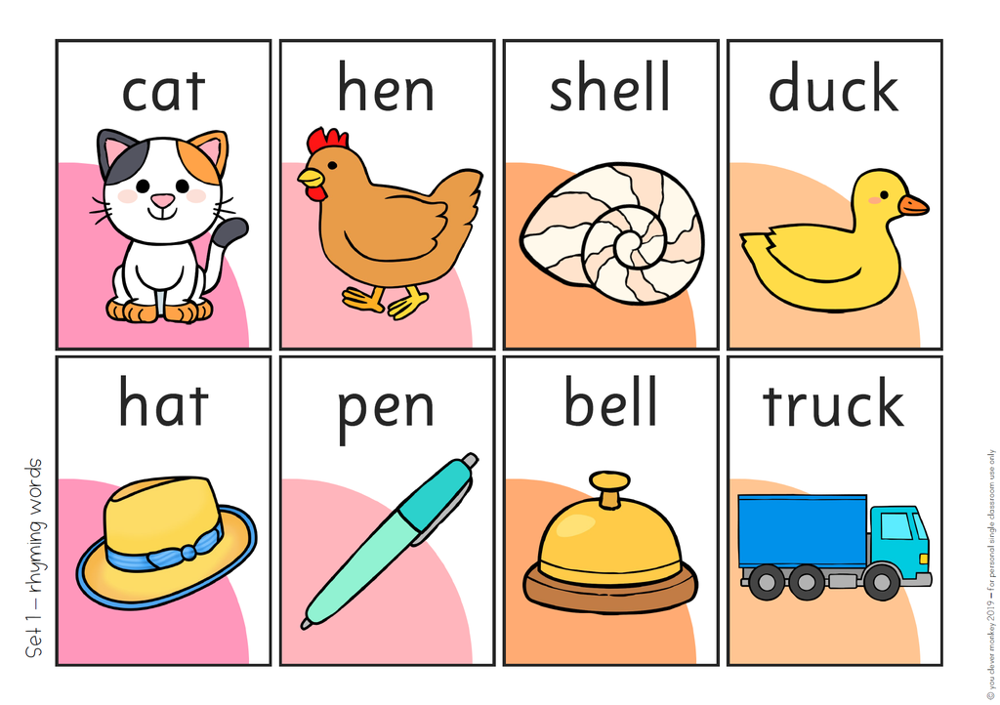 cat
hen
shell
duck
hat
pen
bell
truck
Set 1 – rhyming words
© you clever monkey 2019 – for personal single classroom use only